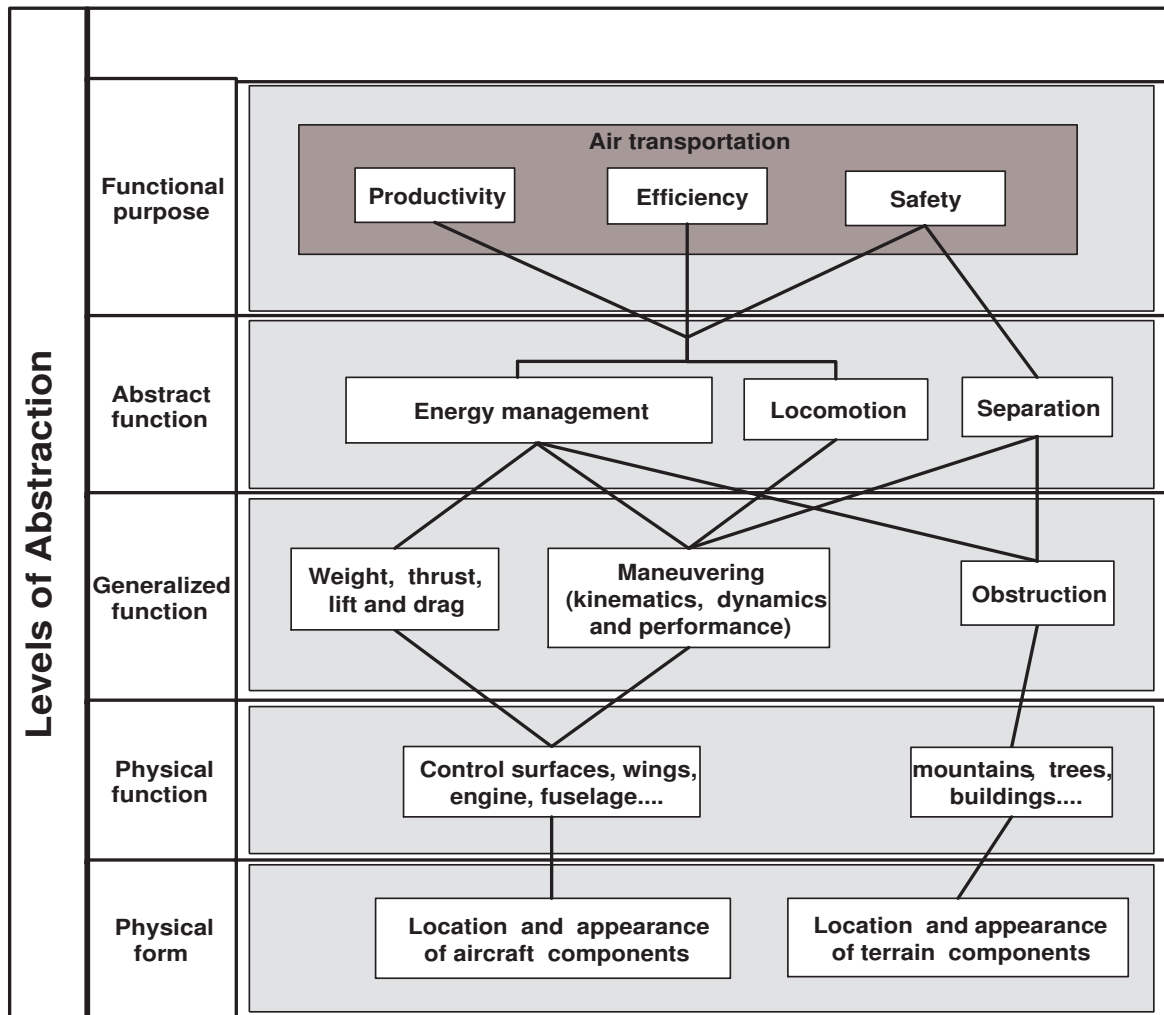 Levels of Abstraction
Functional
purpose
Air transportation
Productivity
Efficiency
Safety
Abstract
function
Energy management
Locomotion
Separation
Generalized
function
Weight, thrust,
lift and drag
Maneuvering
(kinematics, dynamics
and performance)
Obstruction
Physical
function
Control surfaces, wings,
engine, fuselage....
mountains, trees,
buildings....
Physical
form
Location and appearance
of aircraft components
Location and appearance
of terrain components